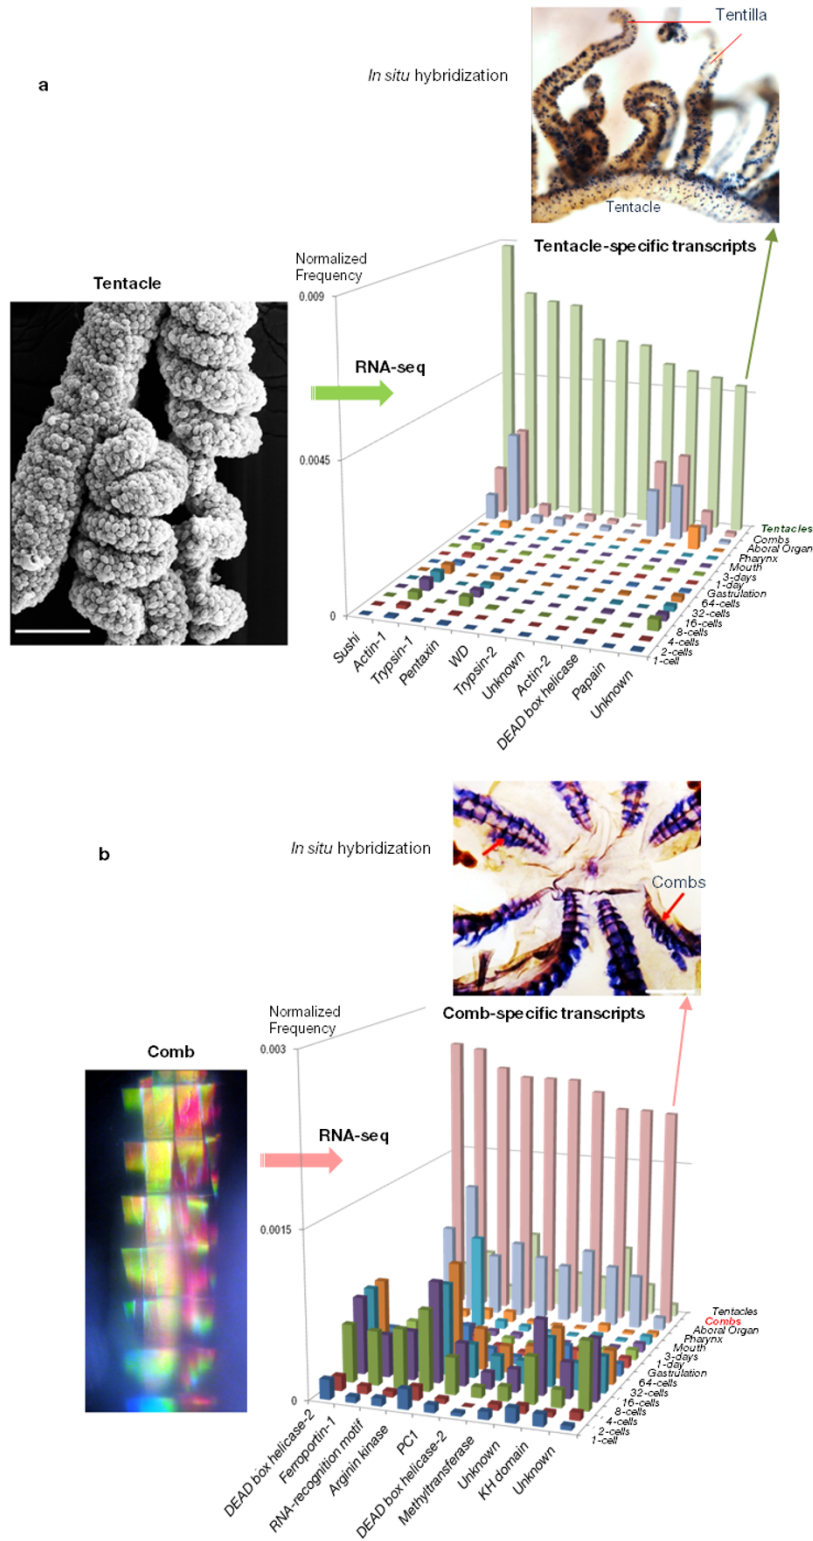 Tentilla
a
In situ hybridization
Tentacle
Tentacle-specific transcripts
Normalized
Frequency
Tentacle
0.009
RNA-seq
0.0045
0
Tentacles
Combs
Aboral Organ
Pharynx
Mouth
3-days
1-day
Gastrulation
64-cells
32-cells
16-cells
8-cells
4-cells
2-cells
1-cell
Sushi
Actin-1
Trypsin-1
Pentaxin
WD
Trypsin-2
Unknown
Actin-2
DEAD box helicase
Papain
Unknown
b
In situ hybridization
Combs
Comb-specific transcripts
Normalized
Frequency
Comb
0.003
RNA-seq
0.0015
0
Tentacles
Combs
Aboral Organ
Pharynx
Mouth
3-days
1-day
Gastrulation
64-cells
32-cells
16-cells
8-cells
4-cells
2-cells
1-cell
DEAD box helicase-2
Ferroportin-1
RNA-recognition motif
Arginin kinase
PC1
DEAD box helicase-2
Methyltransferase
Unknown
KH domain
Unknown